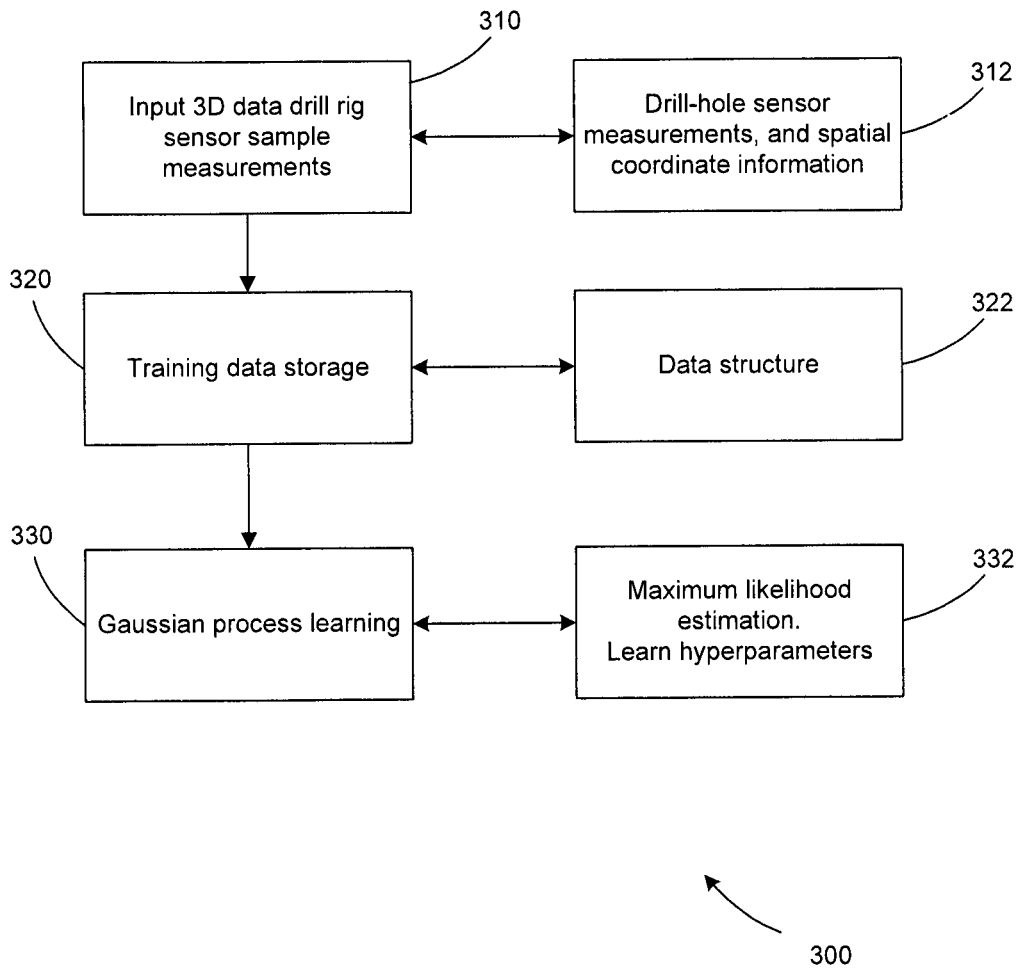 310
Input 3D data drill rig
sensor sample
measurements
312
Drill-hole sensor
measurements, and spatial
coordinate information
320
Training data storage
322
Data structure
330
Gaussian process learning
332
Maximum likelihood
estimation.
Learn hyperparameters
300